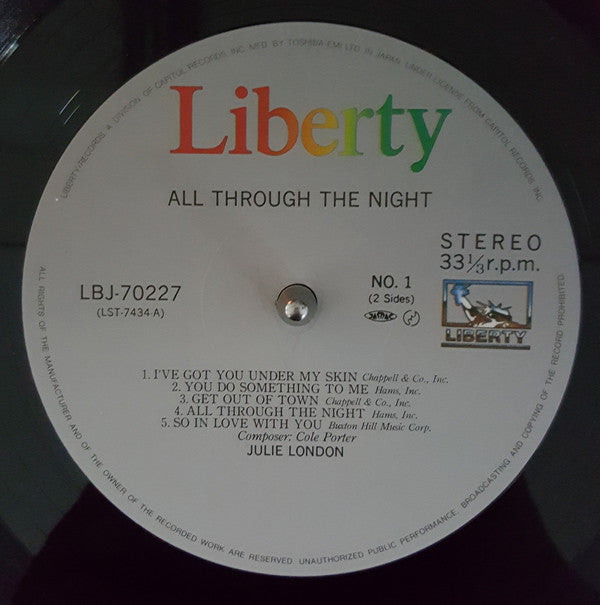 LIBERTY/RECORDS A DIVISION OF CAPITOL RECORDS, INC. MFD. BY TOSHIBA-EMI LTD IN JAPAN UNDER LICENSE FROM CAPITOL RECORDS INC.
Liberty
ALL THROUGH THE NIGHT
STEREO
33 1/3 r.p.m.
LBJ-70227
(LST-7434-A)
NO. 1
(2 Sides)
JASRAC
LIBERTY
1. I'VE GOT YOU UNDER MY SKIN Chappell & Co., Inc.
2. YOU DO SOMETHING TO ME Hams, Inc.
3. GET OUT OF TOWN Chappell & Co., Inc.
4. ALL THROUGH THE NIGHT Hams, Inc.
5. SO IN LOVE WITH YOU Buxton Hill Music Corp.
Composer: Cole Porter
JULIE LONDON
ALL RIGHTS OF THE MANUFACTURER AND OF THE OWNER OF THE RECORDED WORK ARE RESERVED. UNAUTHORIZED PUBLIC PERFORMANCE, BROADCASTING AND COPYING OF THE RECORD PROHIBITED.